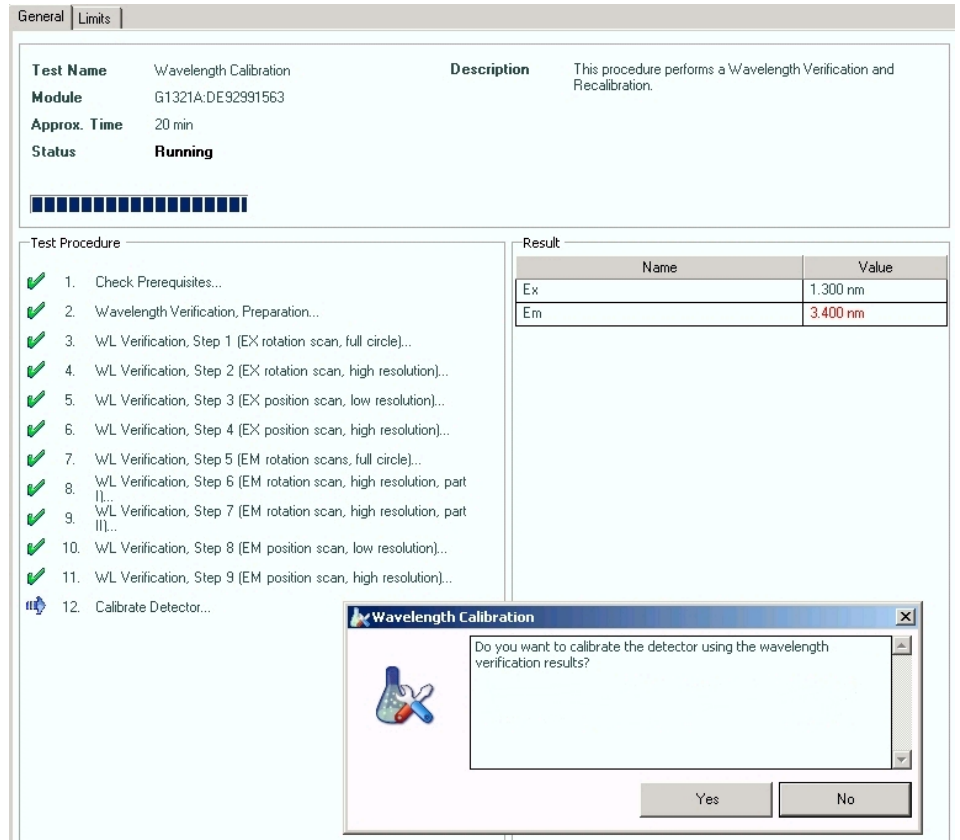 General
Limits
Test Name Wavelength Calibration
Description This procedure performs a Wavelength Verification and
Recalibration.
Module G1321A:DE92991563
Approx. Time 20 min
Status Running
Test Procedure
1. Check Prerequisites...
2. Wavelength Verification, Preparation...
3. WL Verification, Step 1 (EX rotation scan, full circle)...
4. WL Verification, Step 2 (EX rotation scan, high resolution)...
5. WL Verification, Step 3 (EX position scan, low resolution)...
6. WL Verification, Step 4 (EX position scan, high resolution)...
7. WL Verification, Step 5 (EM rotation scans, full circle)...
8. WL Verification, Step 6 (EM rotation scan, high resolution, part
I)...
9. WL Verification, Step 7 (EM rotation scan, high resolution, part
II)...
10. WL Verification, Step 8 (EM position scan, low resolution)...
11. WL Verification, Step 9 (EM position scan, high resolution)...
12. Calibrate Detector...
Result
Name Value
Ex 1.300 nm
Em 3.400 nm
Wavelength Calibration
Do you want to calibrate the detector using the wavelength
verification results?
Yes No